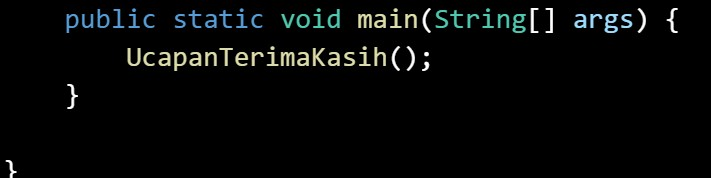 public static void main(String[] args) {
UcapanTerimaKasih();
}
}